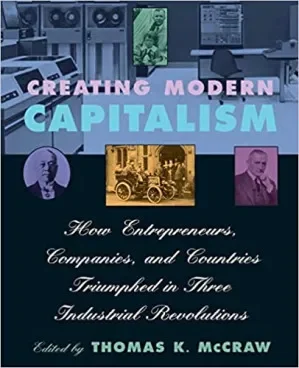 CREATING MODERN
CAPITALISM
How Entrepreneurs,
Companies, and Countries
Triumphed in Three
Industrial Revolutions
Edited by THOMAS K. McCRAW